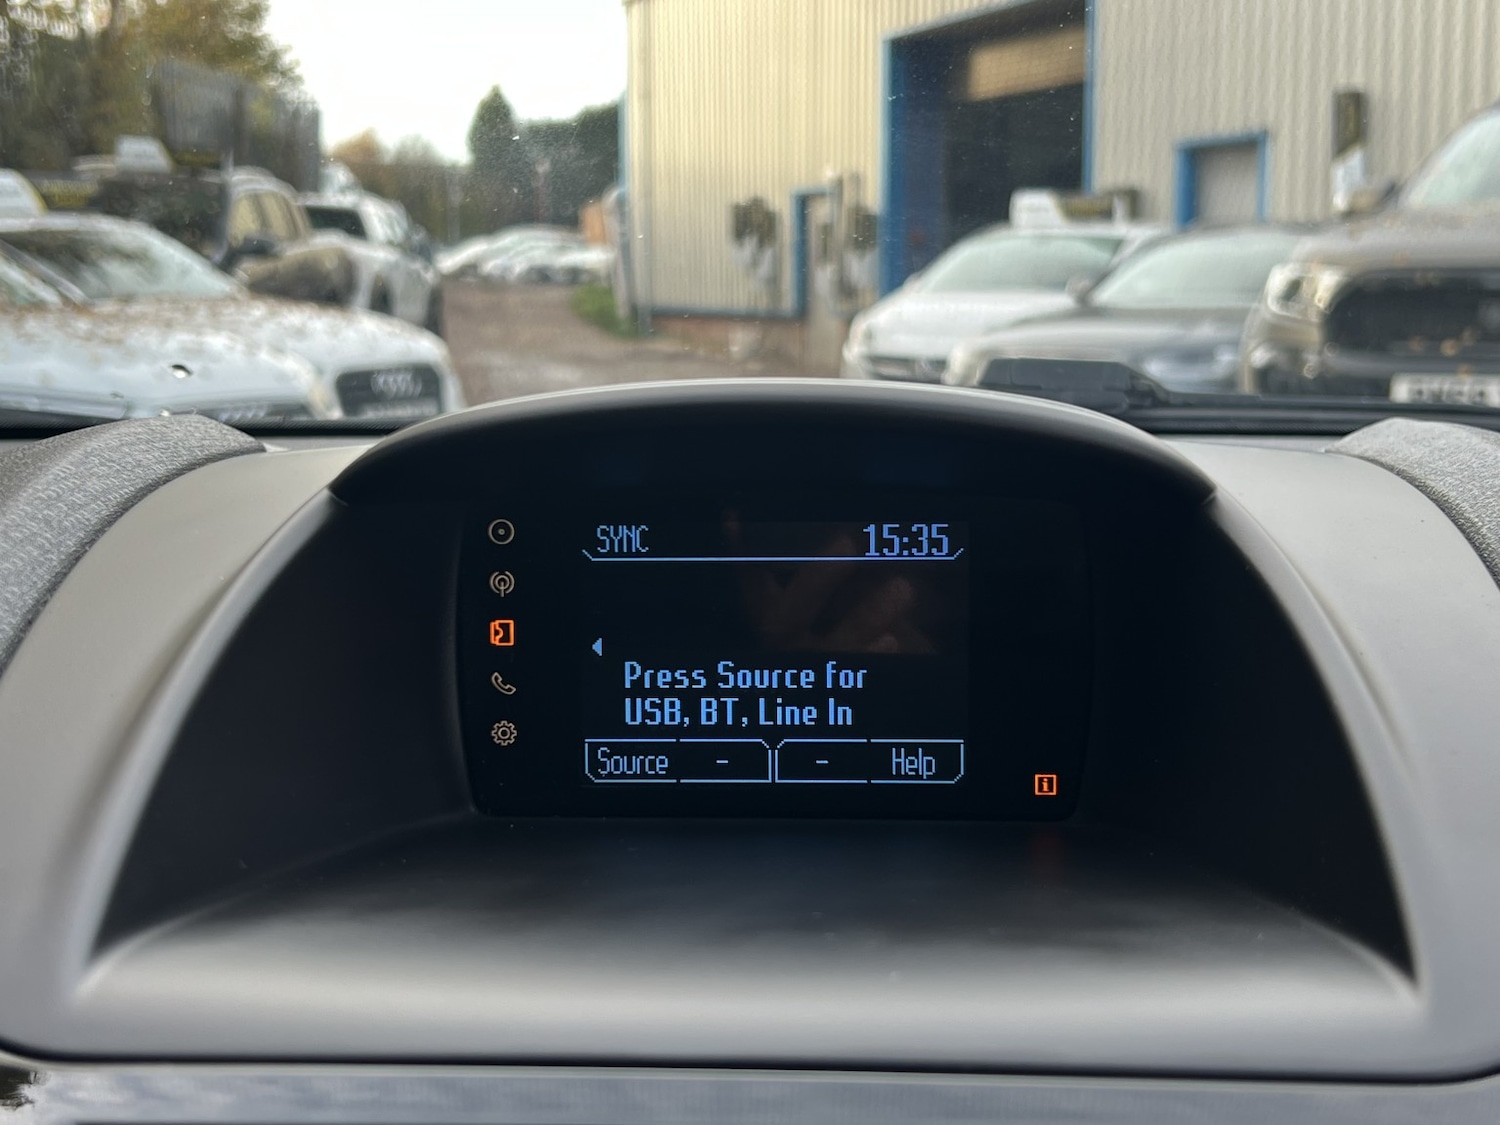 SYNC 15:35
Press Source for
USB, BT, Line In
Source - - Help
i